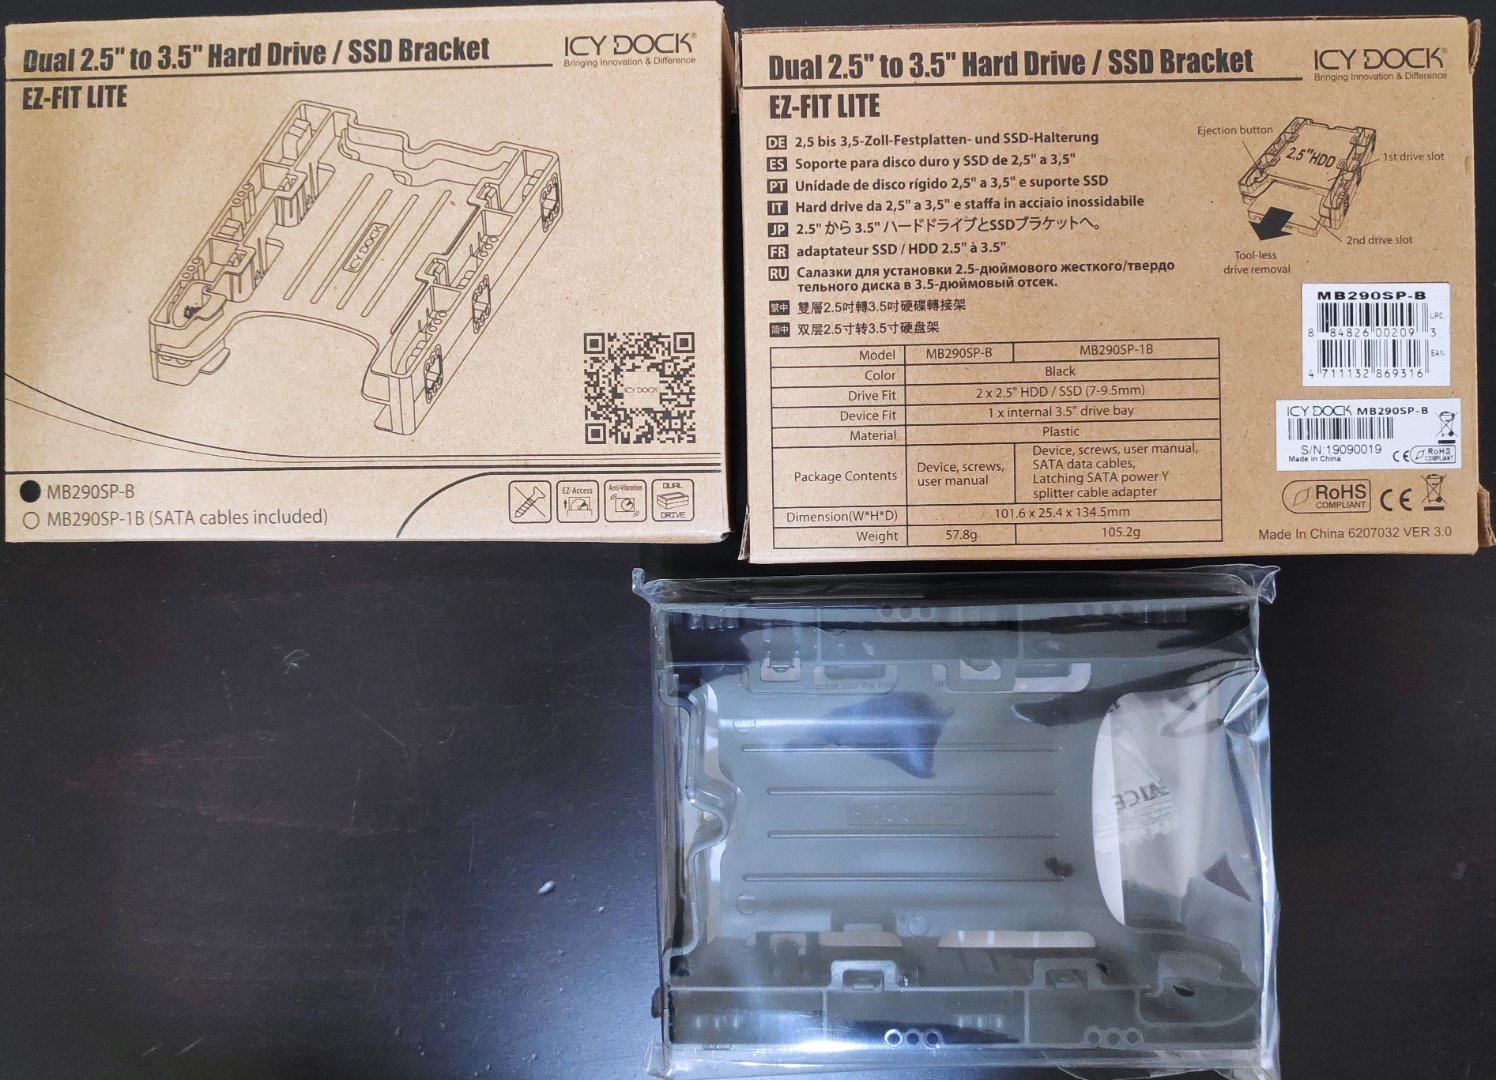 Dual 2.5" to 3.5" Hard Drive / SSD Bracket
ICY DOCK®
Bringing Innovation & Difference
EZ-FIT LITE
ICY DOCK
ICY DOCK
MB290SP-B
MB290SP-1B (SATA cables included)
EZ-Access
Anti-Vibration
DUAL
DRIVE
Dual 2.5" to 3.5" Hard Drive / SSD Bracket
ICY DOCK®
Bringing Innovation & Difference
EZ-FIT LITE
DE 2,5 bis 3,5-Zoll-Festplatten- und SSD-Halterung
ES Soporte para disco duro y SSD de 2,5" a 3,5"
PT Unidade de disco rígido 2,5" a 3,5" e suporte SSD
IT Hard drive da 2,5" a 3,5" e staffa in acciaio inossidabile
JP 2.5" から 3.5" ハードドライブとSSDブラケットへ。
FR adaptateur SSD / HDD 2.5" à 3.5"
RU Салазки для установки 2.5-дюймового жесткого/твердо
тельного диска в 3.5-дюймовый отсек.
繁中 雙層2.5吋轉3.5吋硬碟轉接架
简中 双层2.5寸转3.5寸硬盘架
Ejection button
2.5"HDD
1st drive slot
2nd drive slot
Tool-less
drive removal
Model MB290SP-B MB290SP-1B
Color Black
Drive Fit 2 x 2.5" HDD / SSD (7-9.5mm)
Device Fit 1 x internal 3.5" drive bay
Material Plastic
Package Contents Device, screws, user manual Device, screws, user manual, SATA data cables, Latching SATA power Y splitter cable adapter
Dimension(W*H*D) 101.6 x 25.4 x 134.5mm
Weight 57.8g 105.2g
MB290SP-B
UPC
8 84826 00209 3
EAN
4 711132 869316
ICY DOCK MB290SP-B
S/N:19090019
Made in China
CE RoHS COMPLIANT
RoHS
COMPLIANT
CE
Made In China 6207032 VER 3.0
ICY DOCK